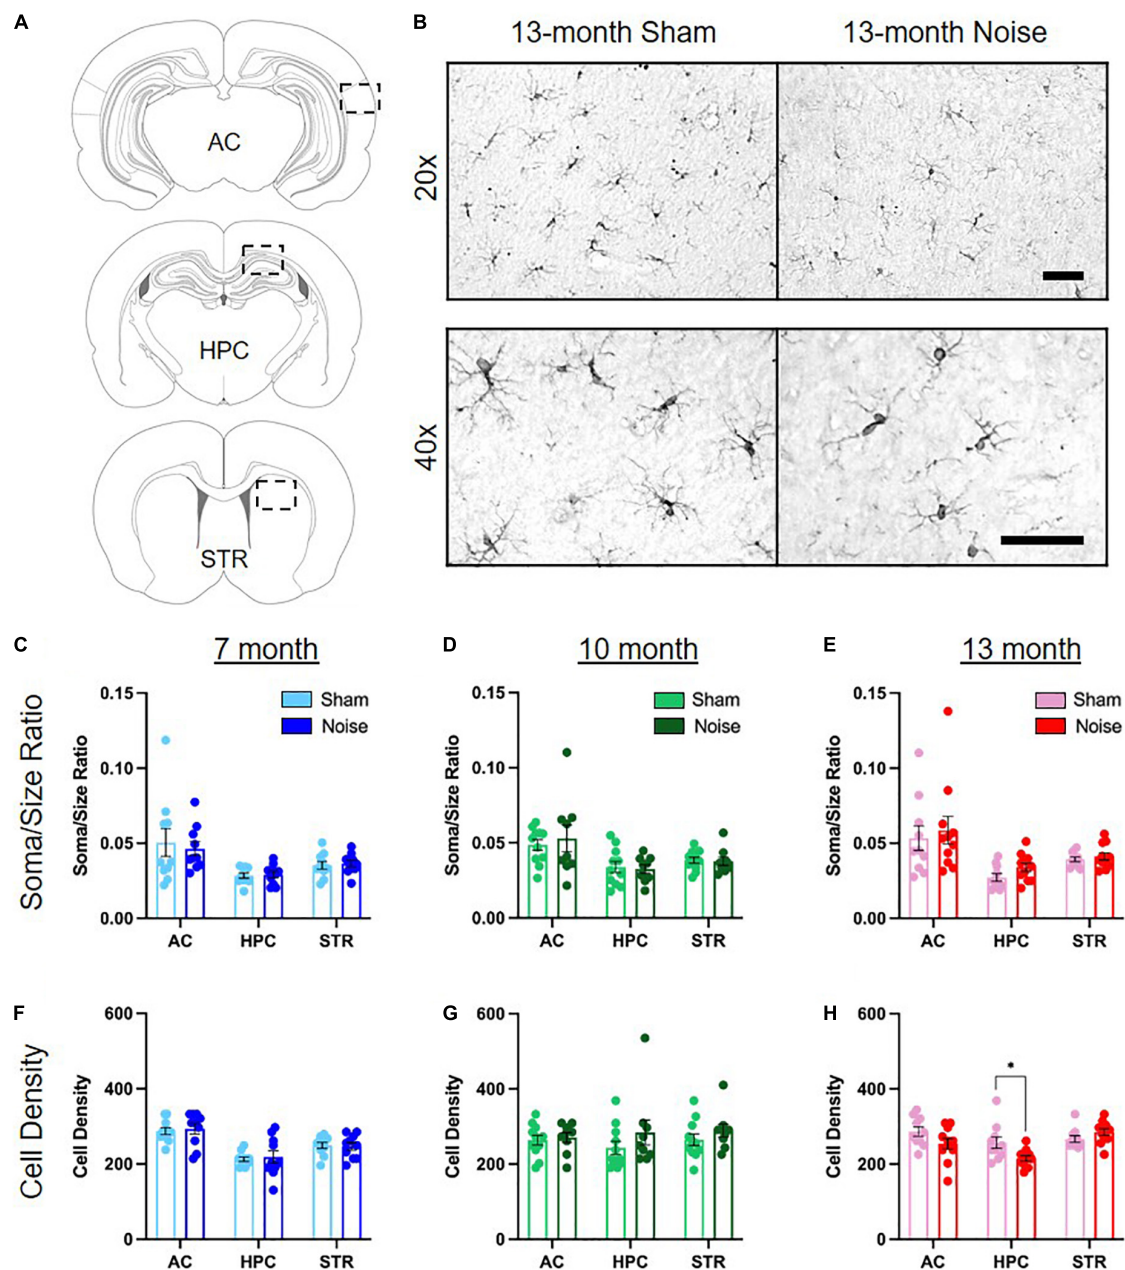 A
AC
HPC
STR
B
13-month Sham
13-month Noise
20x
40x
C
7 month
Soma/Size Ratio
Soma/Size Ratio
0.15
0.10
0.05
0.00
Sham
Noise
AC
HPC
STR
D
10 month
Soma/Size Ratio
0.15
0.10
0.05
0.00
Sham
Noise
AC
HPC
STR
E
13 month
Soma/Size Ratio
0.15
0.10
0.05
0.00
Sham
Noise
AC
HPC
STR
F
Cell Density
Cell Density
600
400
200
0
AC
HPC
STR
G
Cell Density
600
400
200
0
AC
HPC
STR
H
Cell Density
600
400
200
0
*
AC
HPC
STR